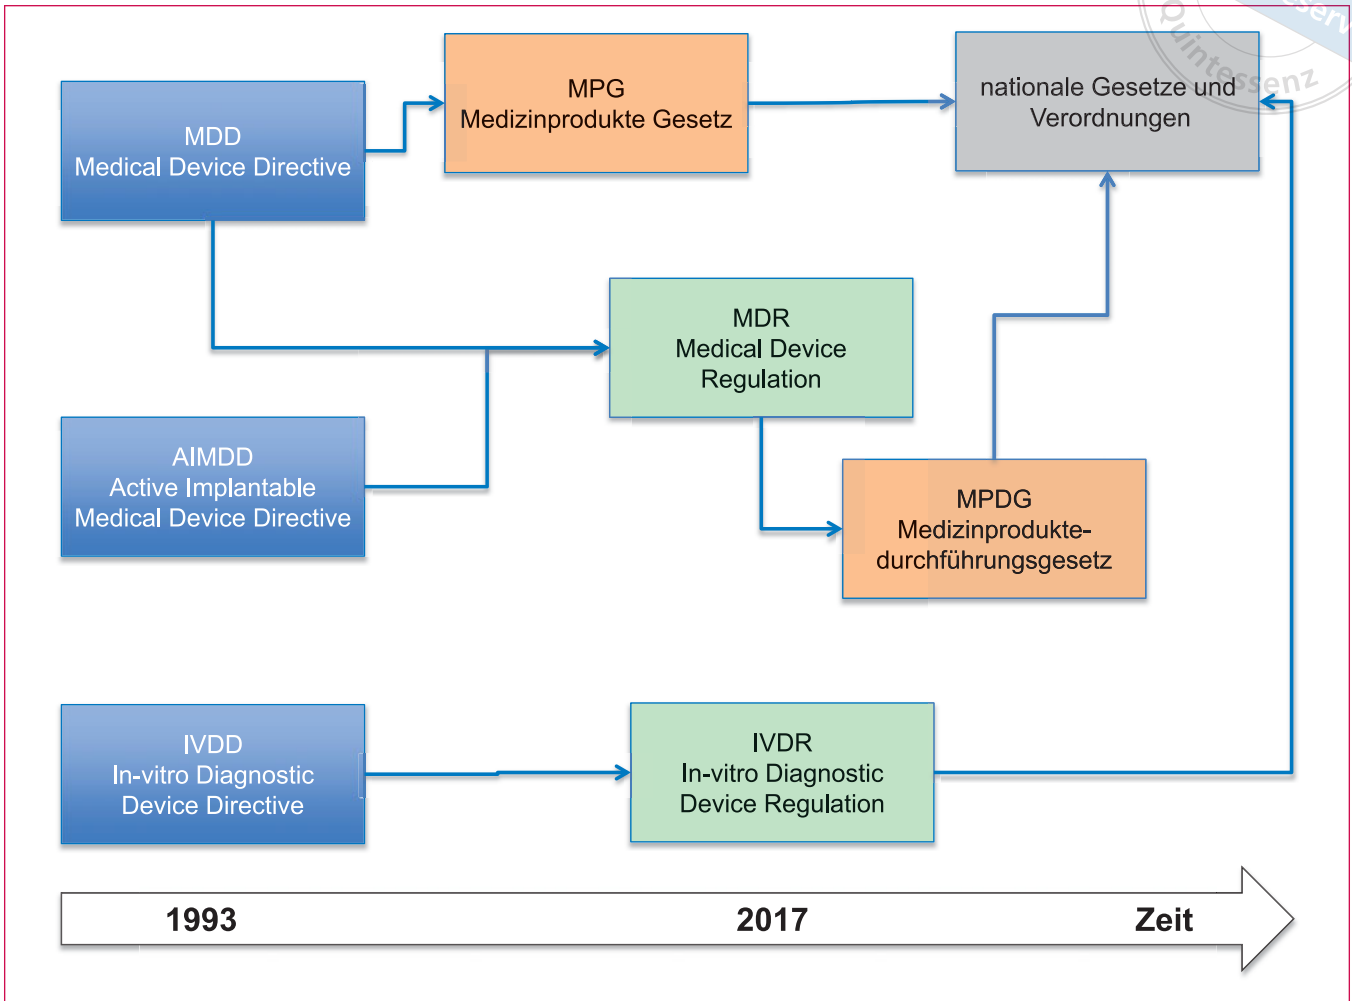 MDD
Medical Device Directive
MPG
Medizinprodukte Gesetz
nationale Gesetze und
Verordnungen
MDR
Medical Device
Regulation
AIMDD
Active Implantable
Medical Device Directive
MPDG
Medizinprodukte-
durchführungsgesetz
IVDD
In-vitro Diagnostic
Device Directive
IVDR
In-vitro Diagnostic
Device Regulation
1993
2017
Zeit
Quintessenz